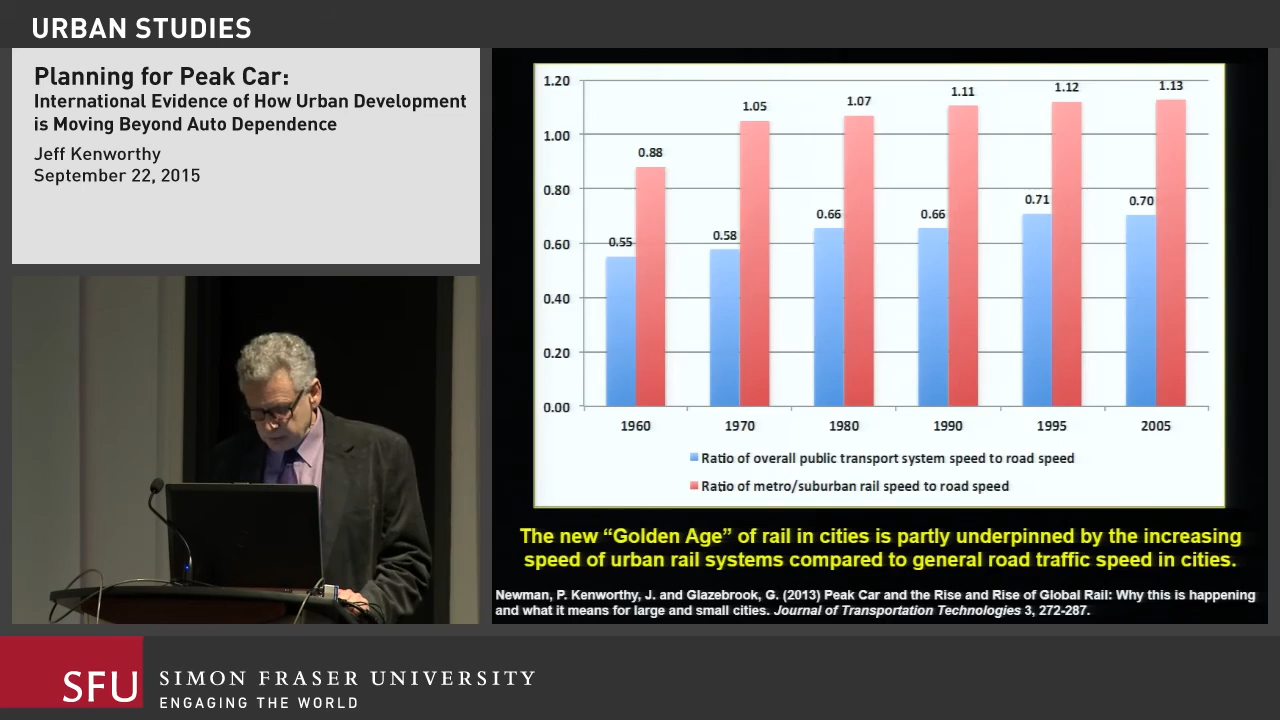 URBAN STUDIES
Planning for Peak Car:
International Evidence of How Urban Development
is Moving Beyond Auto Dependence
Jeff Kenworthy
September 22, 2015
1.20
1.00
0.80
0.60
0.40
0.20
0.00
0.55
0.88
0.58
1.05
0.66
1.07
0.66
1.11
0.71
1.12
0.70
1.13
1960 1970 1980 1990 1995 2005
Ratio of overall public transport system speed to road speed
Ratio of metro/suburban rail speed to road speed
The new “Golden Age” of rail in cities is partly underpinned by the increasing
speed of urban rail systems compared to general road traffic speed in cities.
Newman, P. Kenworthy, J. and Glazebrook, G. (2013) Peak Car and the Rise and Rise of Global Rail: Why this is happening
and what it means for large and small cities. Journal of Transportation Technologies 3, 272-287.
SFU
SIMON FRASER UNIVERSITY
ENGAGING THE WORLD